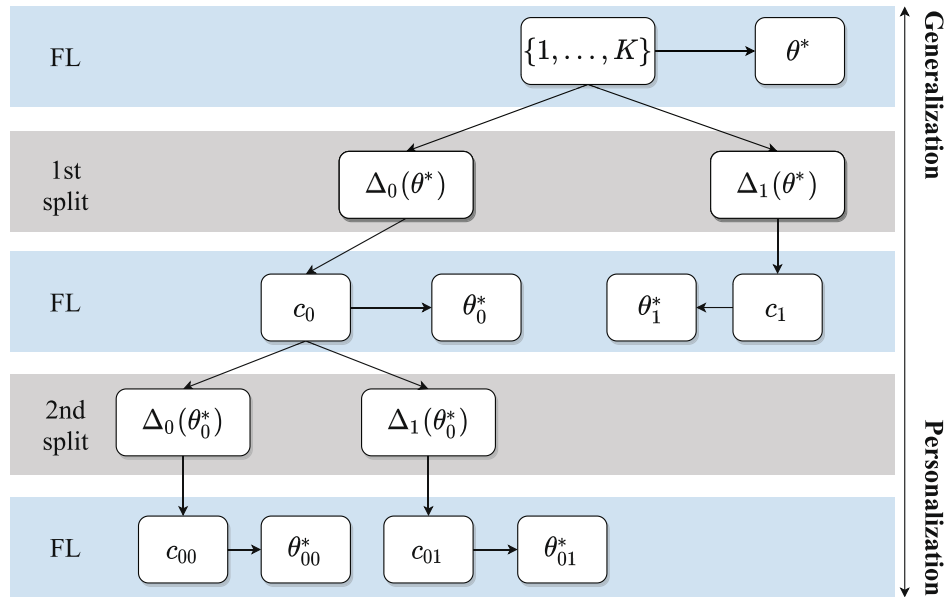 FL
{1, . . . , K}
θ*
1st
split
Δ₀(θ*)
Δ₁(θ*)
FL
c₀
θ₀*
θ₁*
c₁
2nd
split
Δ₀(θ₀*)
Δ₁(θ₀*)
FL
c₀₀
θ₀₀*
c₀₁
θ₀₁*
Generalization
Personalization